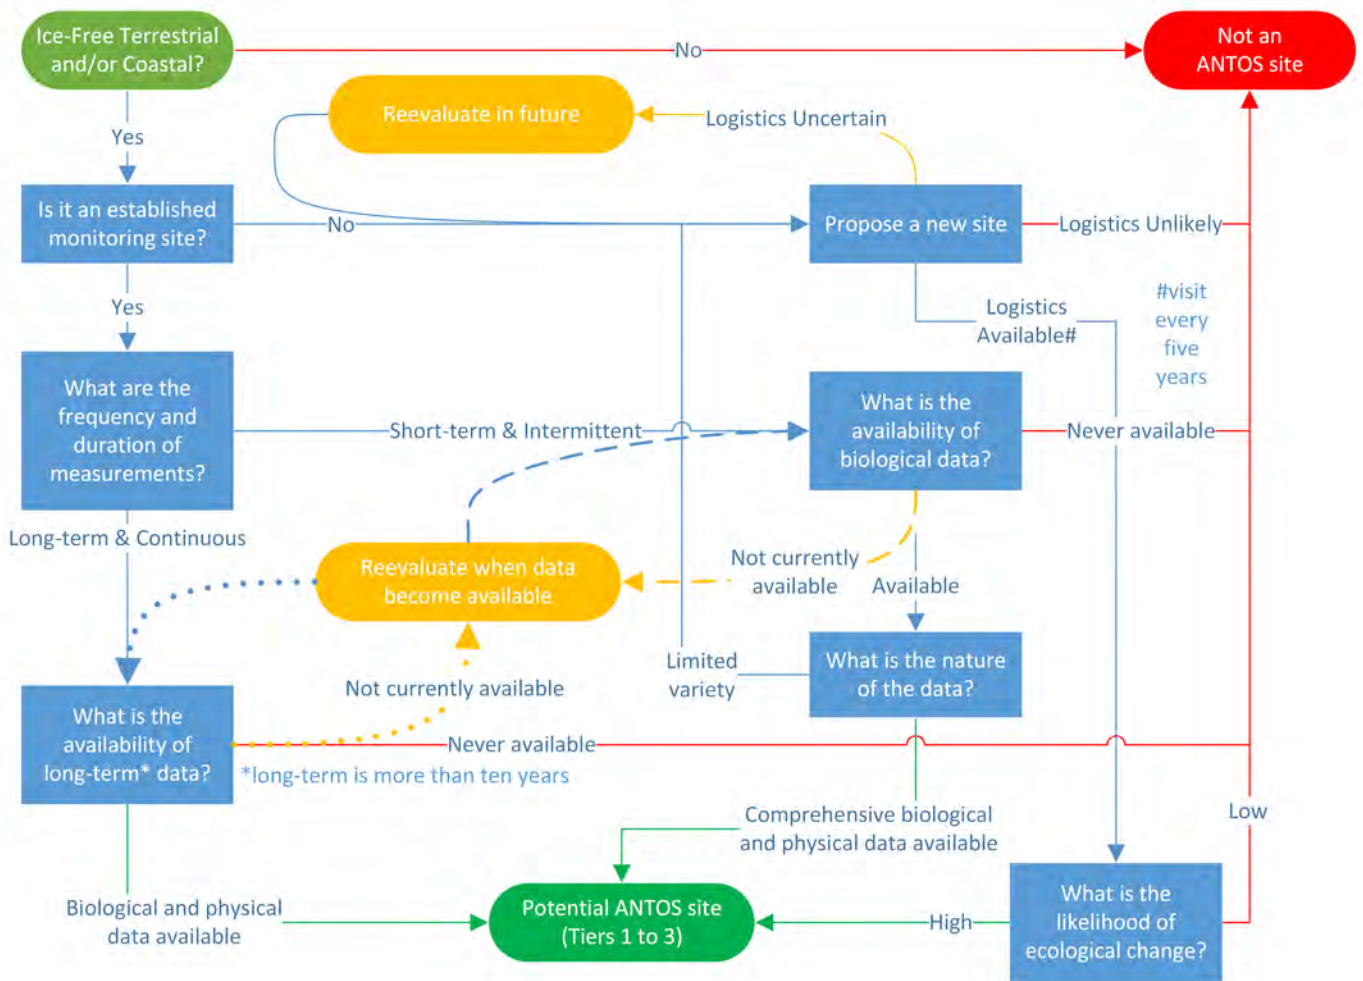 Ice-Free Terrestrial
and/or Coastal?
No
Not an
ANTOS site
Reevaluate in future
Logistics Uncertain
Yes
Is it an established
monitoring site?
No
Propose a new site
Logistics Unlikely
Yes
Logistics
Available#
#visit
every
five
years
What are the
frequency and
duration of
measurements?
Short-term & Intermittent
What is the
availability of
biological data?
Never available
Long-term & Continuous
Reevaluate when data
become available
Not currently
available
Available
Limited
variety
What is the nature
of the data?
Not currently available
What is the
availability of
long-term* data?
Never available
*long-term is more than ten years
Comprehensive biological
and physical data available
Low
Biological and physical
data available
Potential ANTOS site
(Tiers 1 to 3)
High
What is the
likelihood of
ecological change?